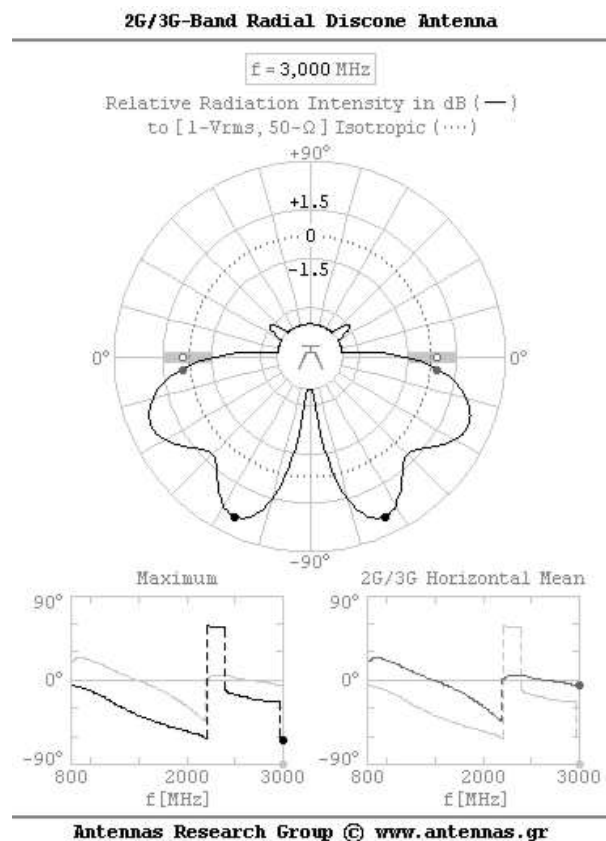 2G/3G-Band Radial Discone Antenna
f = 3,000 MHz
Relative Radiation Intensity in dB ( — )
to [ 1-Vrms, 50-Ω ] Isotropic ( ···· )
+90°
+1.5
0
-1.5
0° 0°
-90°
Maximum 2G/3G Horizontal Mean
90° 90°
0° 0°
-90° -90°
800 2000 3000 800 2000 3000
f [MHz] f [MHz]
Antennas Research Group © www.antennas.gr